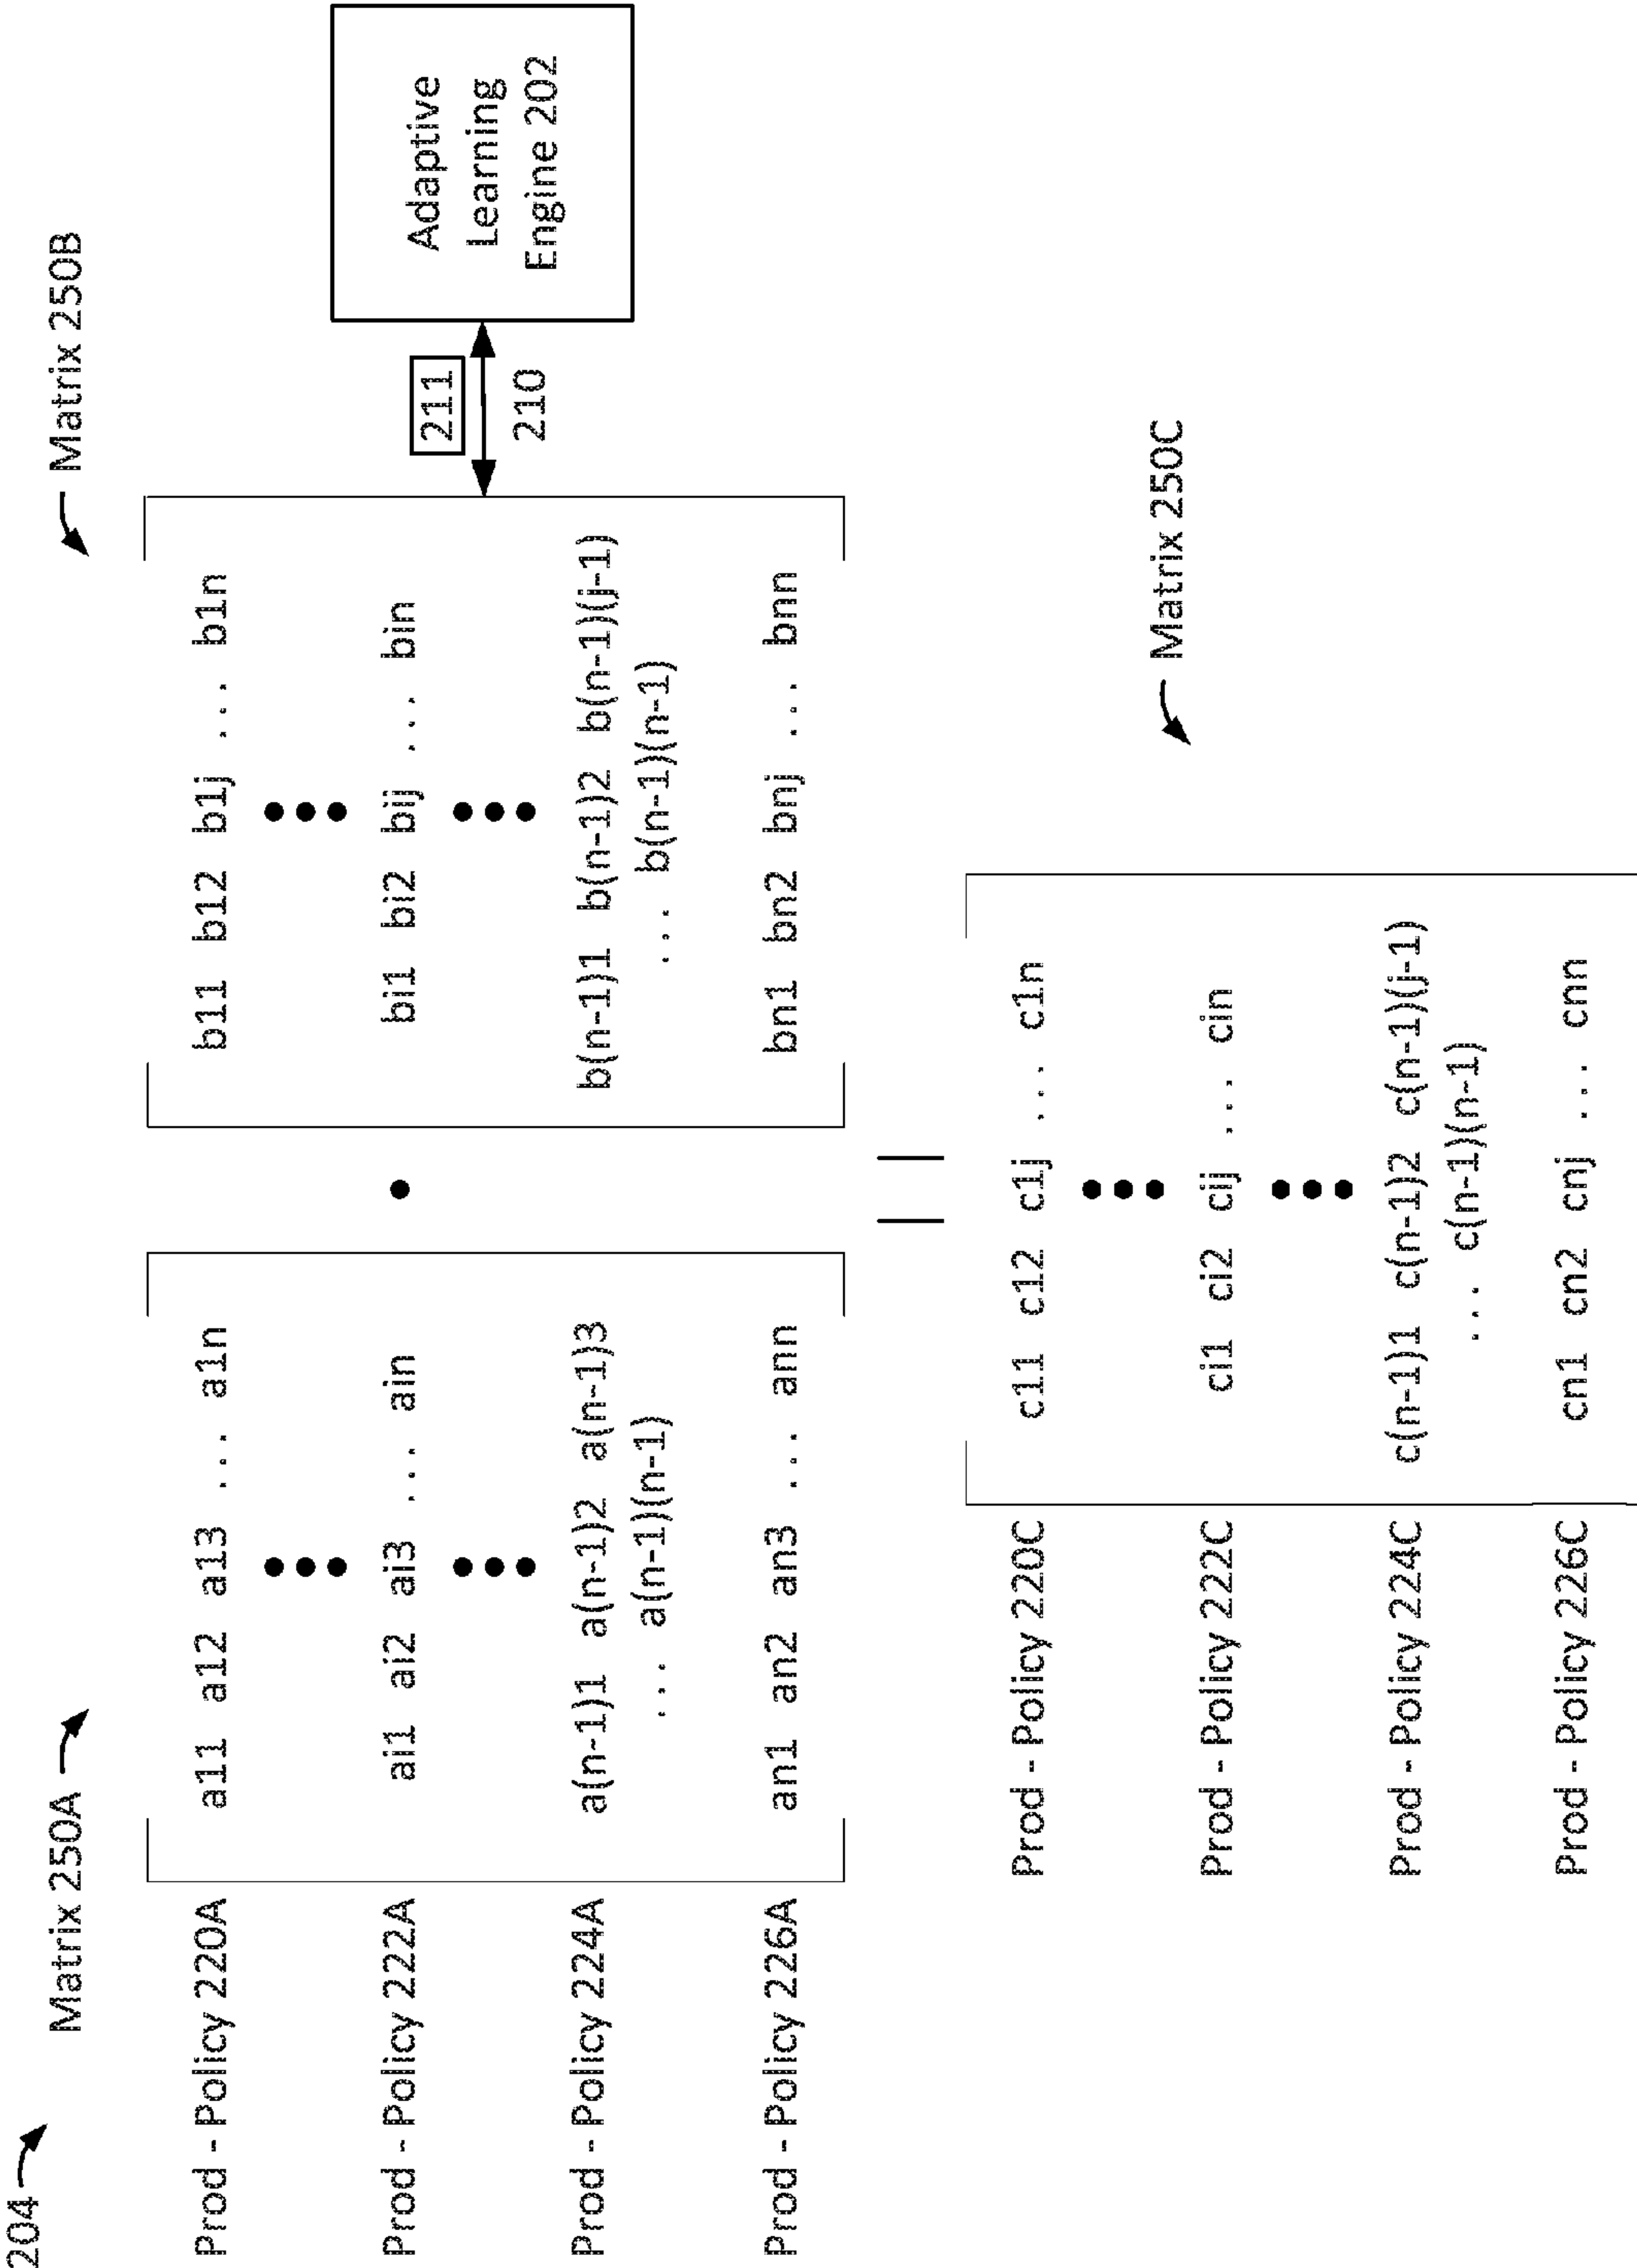 204
Matrix 250A
Matrix 250B
Prod - Policy 220A
a11 a12 a13 ... a1n
b11 b12 b1j ... b1n
Prod - Policy 222A
ai1 ai2 ai3 ... ain
•
bi1 bi2 bij ... bin
211
210
Adaptive
Learning
Engine 202
Prod - Policy 224A
a(n-1)1 a(n-1)2 a(n-1)3
... a(n-1)(n-1)
b(n-1)1 b(n-1)2 b(n-1)(j-1)
... b(n-1)(n-1)
Prod - Policy 226A
an1 an2 an3 ... ann
bn1 bn2 bnj ... bnn
=
Matrix 250C
Prod - Policy 220C
c11 c12 c1j ... c1n
Prod - Policy 222C
ci1 ci2 cij ... cin
Prod - Policy 224C
c(n-1)1 c(n-1)2 c(n-1)(j-1)
... c(n-1)(n-1)
Prod - Policy 226C
cn1 cn2 cnj ... cnn